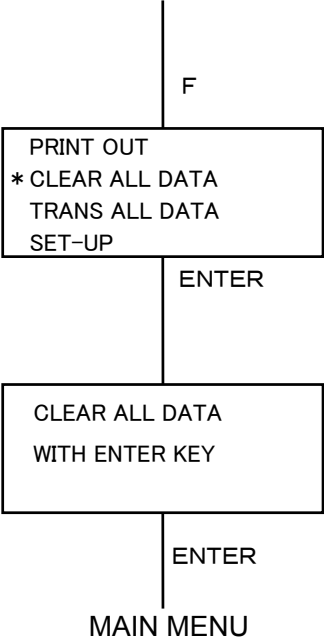 F
PRINT OUT
* CLEAR ALL DATA
TRANS ALL DATA
SET-UP
ENTER
CLEAR ALL DATA
WITH ENTER KEY
ENTER
MAIN MENU